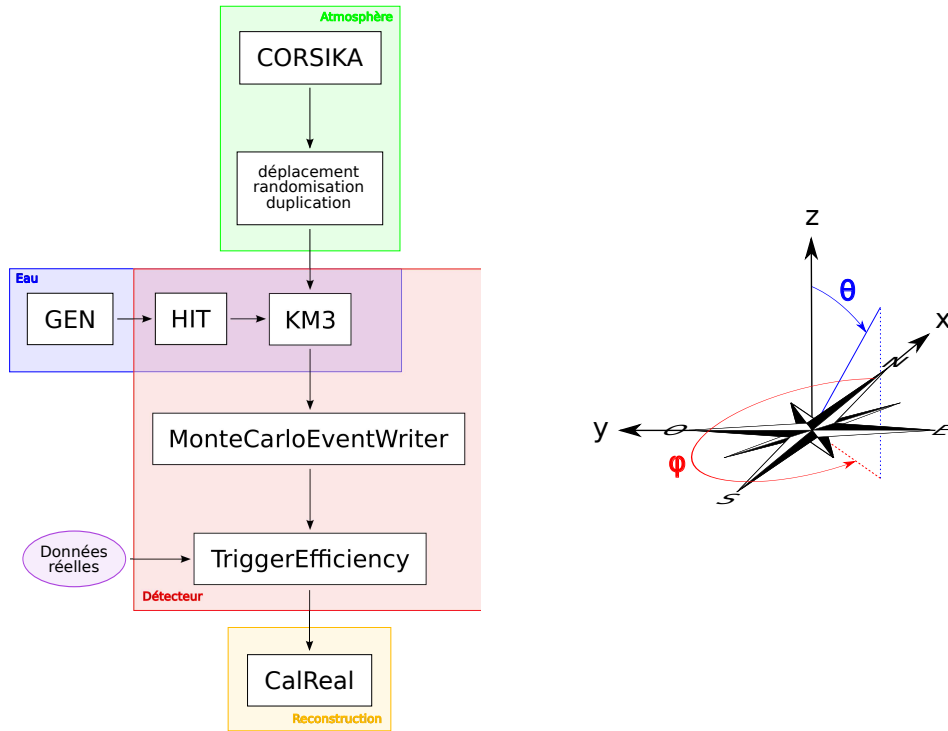 Atmosphère
CORSIKA
déplacement
randomisation
duplication
Eau
GEN
HIT
KM3
MonteCarloEventWriter
Données
réelles
TriggerEfficiency
Détecteur
CalReal
Reconstruction
z
θ
x
N
y
O
E
φ
S